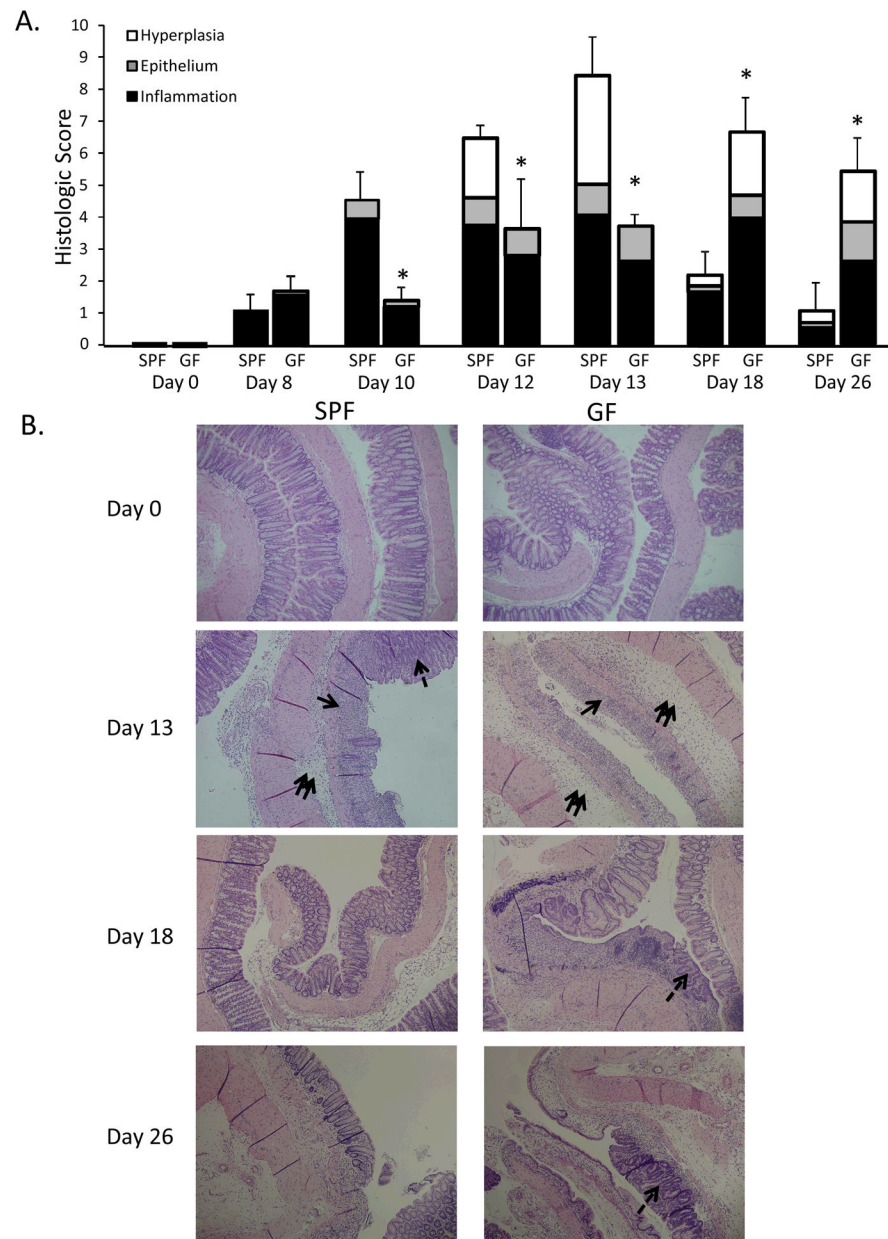 A.
10
9
8
7
6
5
4
3
2
1
0
Histologic Score
Hyperplasia
Epithelium
Inflammation
*
*
*
*
*
SPF GF SPF GF SPF GF SPF GF SPF GF SPF GF SPF GF
Day 0 Day 8 Day 10 Day 12 Day 13 Day 18 Day 26
B.
SPF GF
Day 0
Day 13
Day 18
Day 26